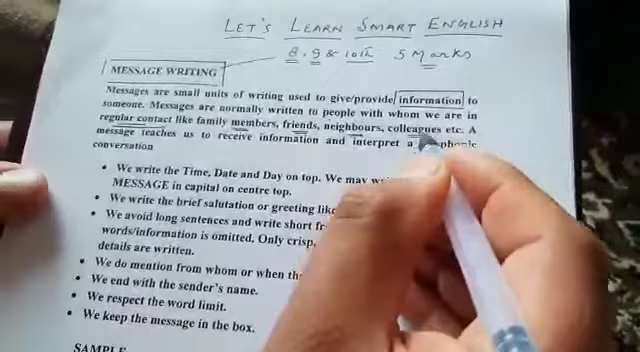 LET'S LEARN SMART ENGLISH
8, 9 & 10th 5 Marks
MESSAGE WRITING
Messages are small units of writing used to give/provide information to
someone. Messages are normally written to people with whom we are in
regular contact like family members, friends, neighbours, colleagues etc. A
message teaches us to receive information and interpret a
conversation
• We write the Time, Date and Day on top. We may
MESSAGE in capital on centre top.
• We write the brief salutation or greeting like
• We avoid long sentences and write short
words/information is omitted. Only crisp,
details are written.
• We do mention from whom or when
• We end with the sender's name.
• We respect the word limit.
• We keep the message in the box.
SAMPLE